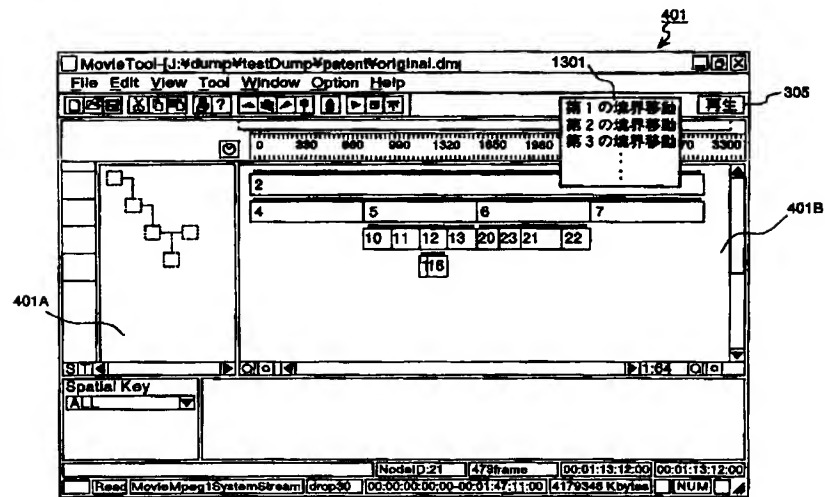 401
MovieTool-[J:¥dump¥testDump¥patent¥original.dm
1301
File Edit View Tool Window Option Help
第1の境界移動
第2の境界移動
第3の境界移動
再生
305
0 330 660 990 1320 1650 1980 70 3300
2
4 5 6 7
10 11 12 13 20 23 21 22
16
401A
401B
S T
1:64
Spatial Key
ALL
NodeID:21 479frame 00:01:13:12:00 00:01:13:12:00
Read MovieMpeg1SystemStream drop30 00:00:00:00:00-00:01:47:11:00 4179346 Kbytes NUM